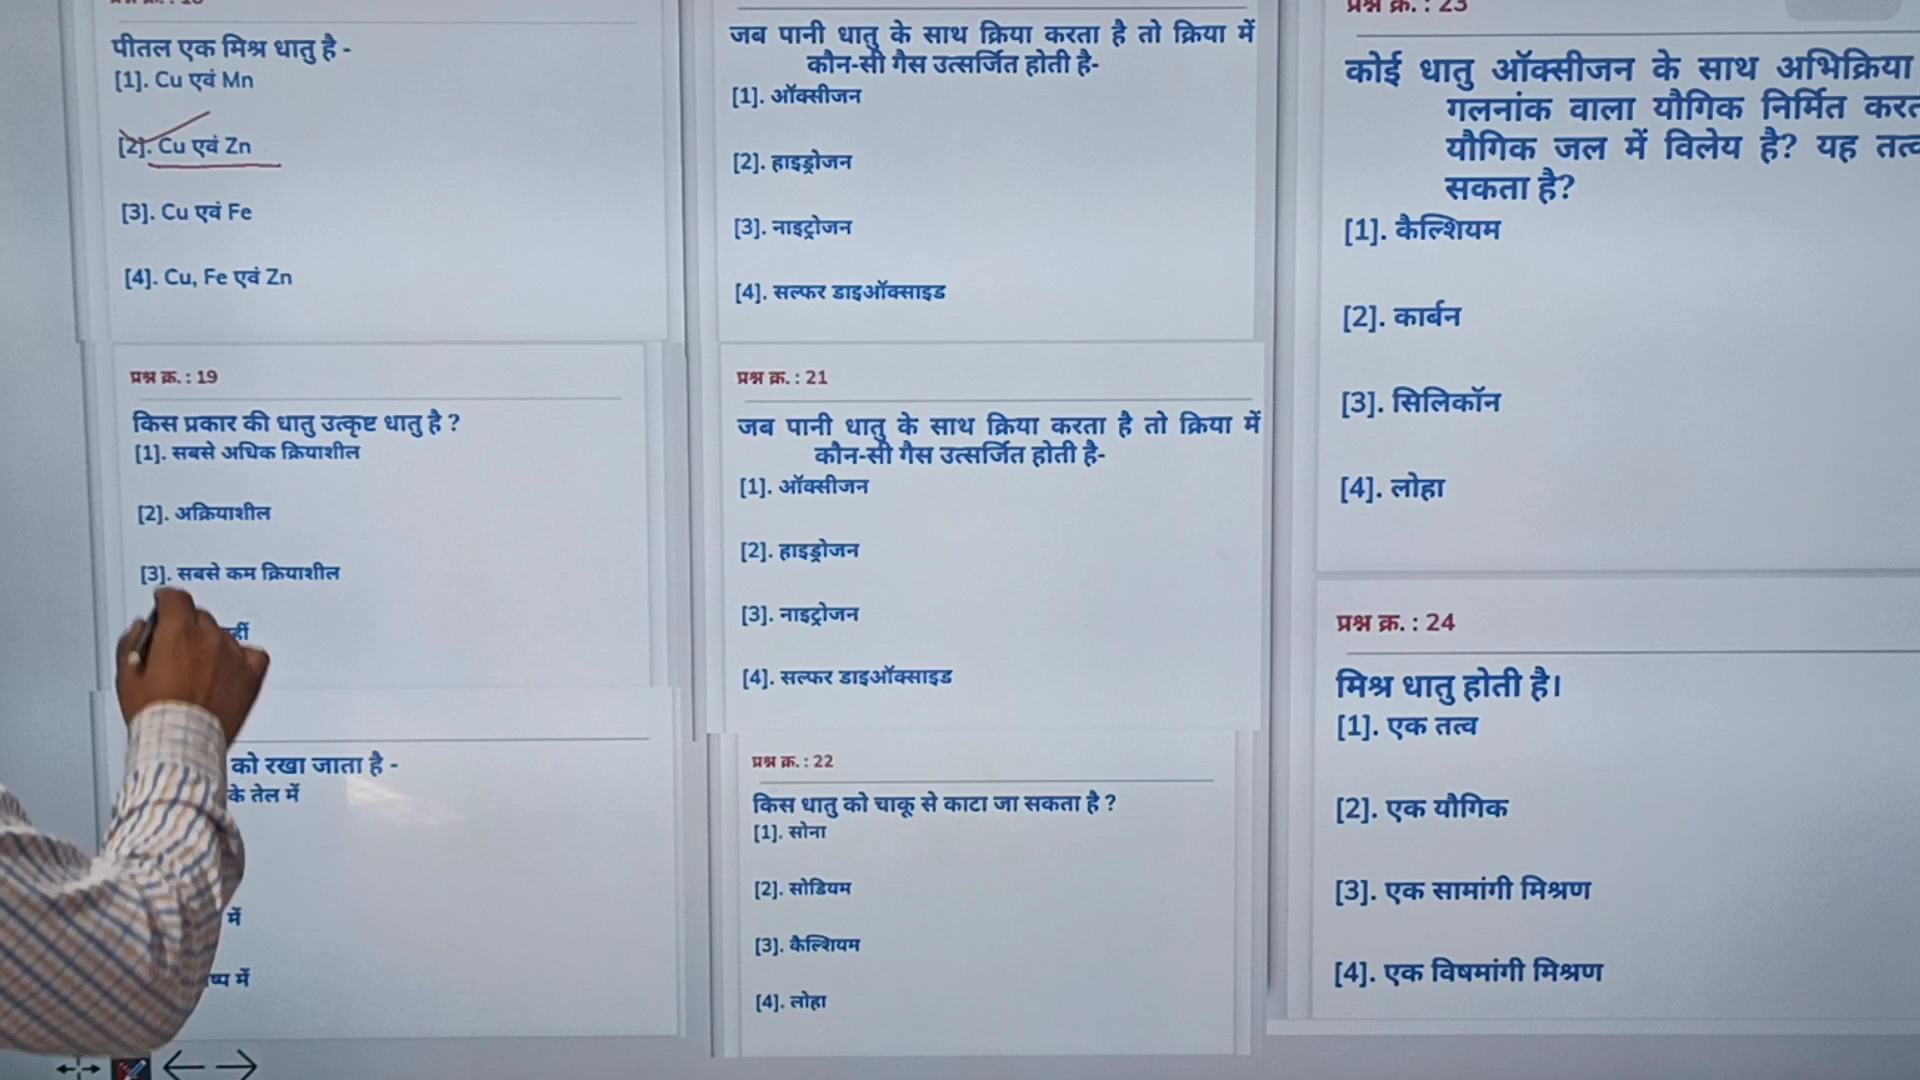 पीतल एक मिश्र धातु है -
[1]. Cu एवं Mn
[2]. Cu एवं Zn
[3]. Cu एवं Fe
[4]. Cu, Fe एवं Zn
प्रश्न क्र. : 19
किस प्रकार की धातु उत्कृष्ट धातु है ?
[1]. सबसे अधिक क्रियाशील
[2]. अक्रियाशील
[3]. सबसे कम क्रियाशील
को रखा जाता है -
के तेल में
में
में
जब पानी धातु के साथ क्रिया करता है तो क्रिया में
कौन-सी गैस उत्सर्जित होती है-
[1]. ऑक्सीजन
[2]. हाइड्रोजन
[3]. नाइट्रोजन
[4]. सल्फर डाइऑक्साइड
प्रश्न क्र. : 21
जब पानी धातु के साथ क्रिया करता है तो क्रिया में
कौन-सी गैस उत्सर्जित होती है-
[1]. ऑक्सीजन
[2]. हाइड्रोजन
[3]. नाइट्रोजन
[4]. सल्फर डाइऑक्साइड
प्रश्न क्र. : 22
किस धातु को चाकू से काटा जा सकता है ?
[1]. सोना
[2]. सोडियम
[3]. कैल्शियम
[4]. लोहा
प्रश्न क्र. : 23
कोई धातु ऑक्सीजन के साथ अभिक्रिया
गलनांक वाला यौगिक निर्मित
यौगिक जल में विलेय है? यह
सकता है?
[1]. कैल्शियम
[2]. कार्बन
[3]. सिलिकॉन
[4]. लोहा
प्रश्न क्र. : 24
मिश्र धातु होती है।
[1]. एक तत्व
[2]. एक यौगिक
[3]. एक सामांगी मिश्रण
[4]. एक विषमांगी मिश्रण